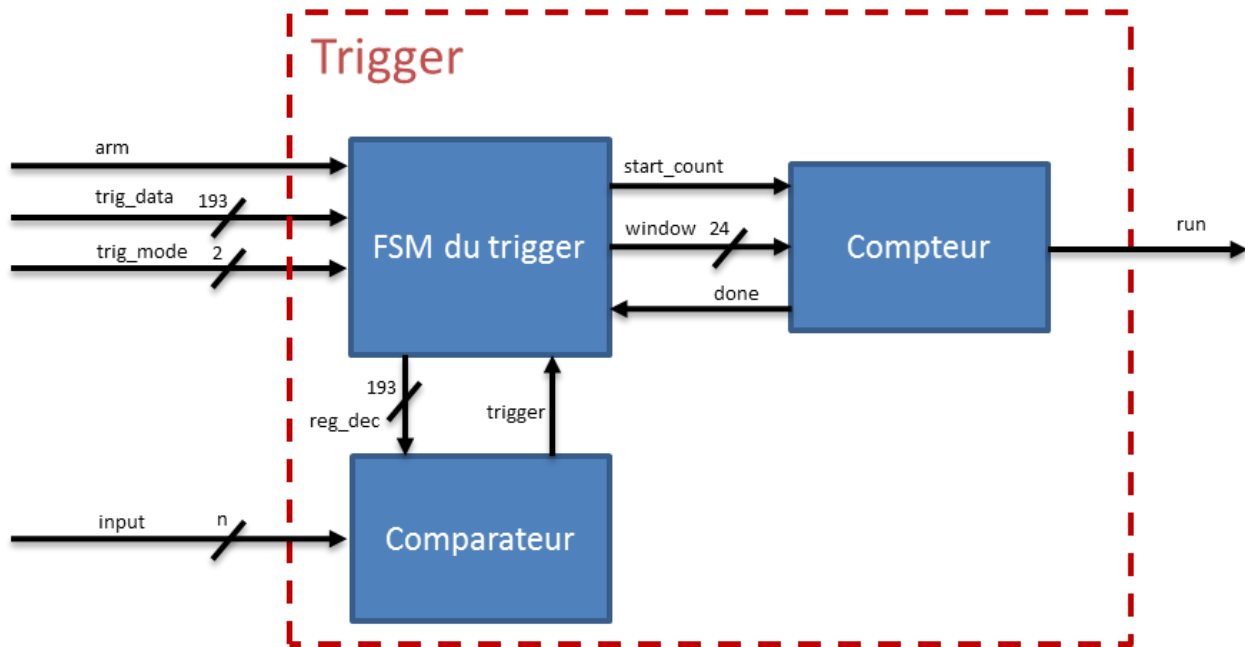 Trigger
arm
trig_data
193
trig_mode
2
FSM du trigger
start_count
window
24
done
Compteur
run
193
reg_dec
trigger
input
n
Comparateur